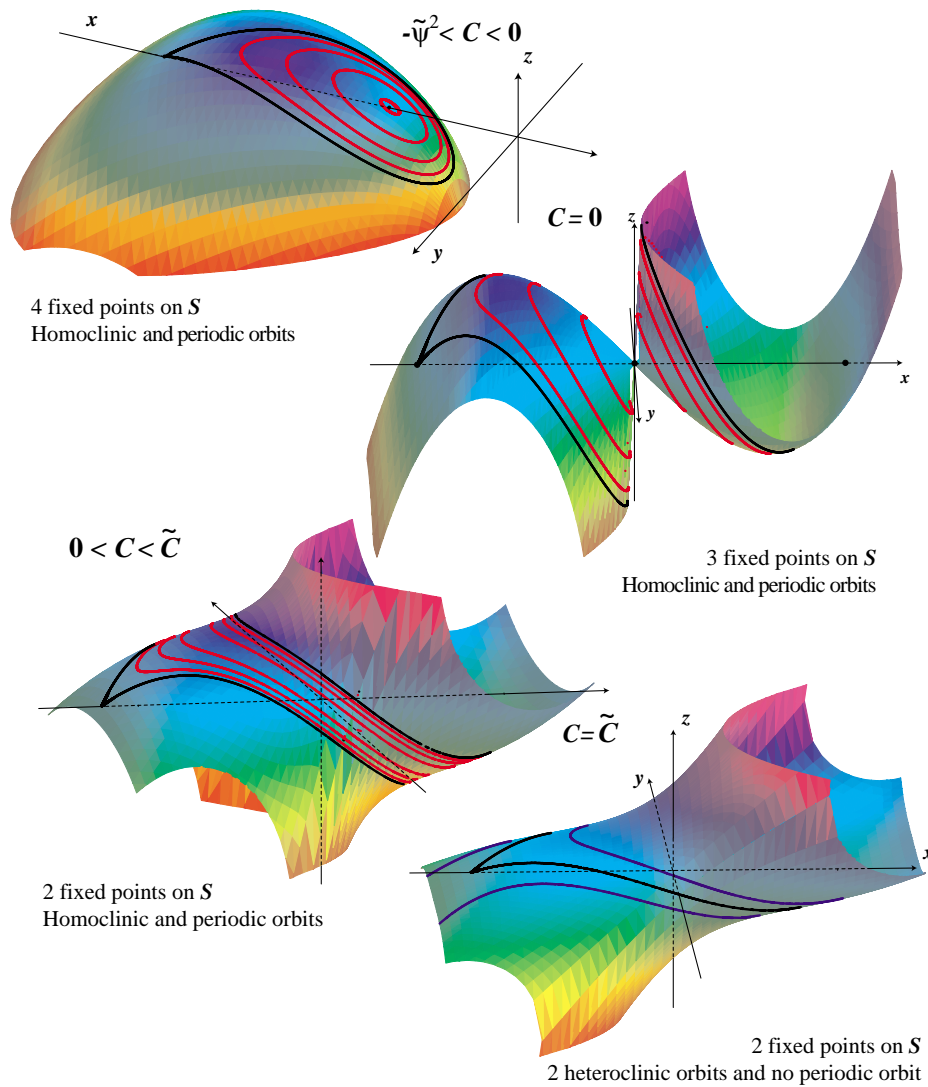 x
-ψ̃² < C < 0
z
y
4 fixed points on S
Homoclinic and periodic orbits
C = 0
z
x
y
3 fixed points on S
Homoclinic and periodic orbits
0 < C < C̃
2 fixed points on S
Homoclinic and periodic orbits
C = C̃
z
y
x
2 fixed points on S
2 heteroclinic orbits and no periodic orbit